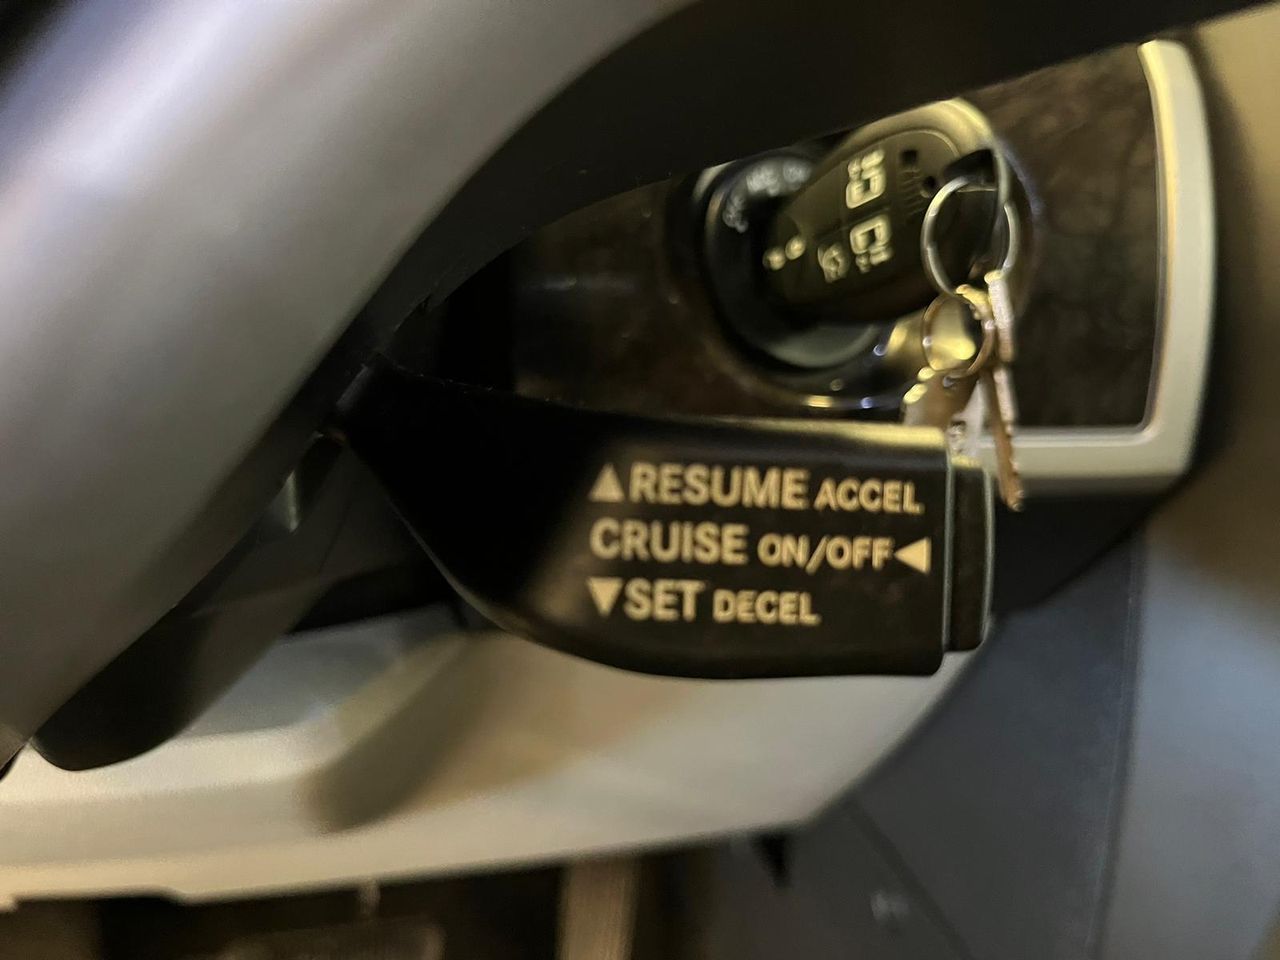 ▲RESUME ACCEL
CRUISE ON/OFF◄
▼SET DECEL